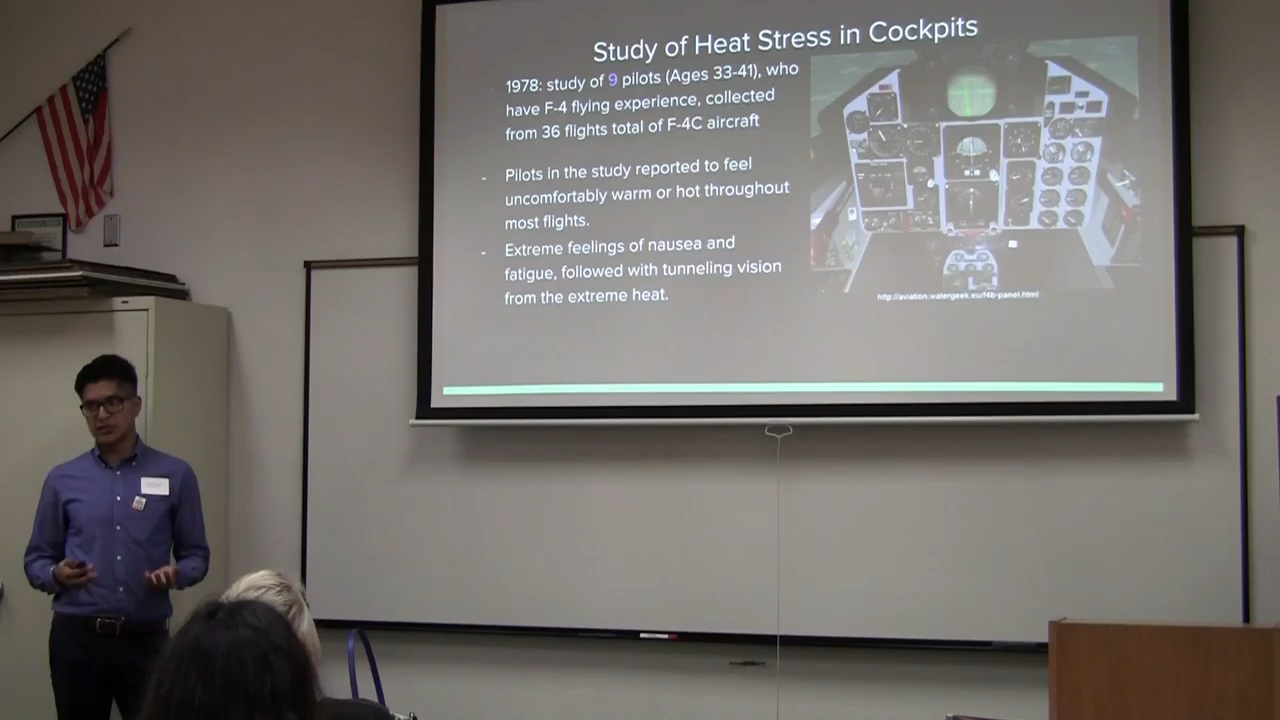 Study of Heat Stress in Cockpits
1978: study of 9 pilots (Ages 33-41), who
have F-4 flying experience, collected
from 36 flights total of F-4C aircraft
- Pilots in the study reported to feel
uncomfortably warm or hot throughout
most flights.
- Extreme feelings of nausea and
fatigue, followed with tunneling vision
from the extreme heat.
http://aviation.watergeek.eu/f4b-panel.html